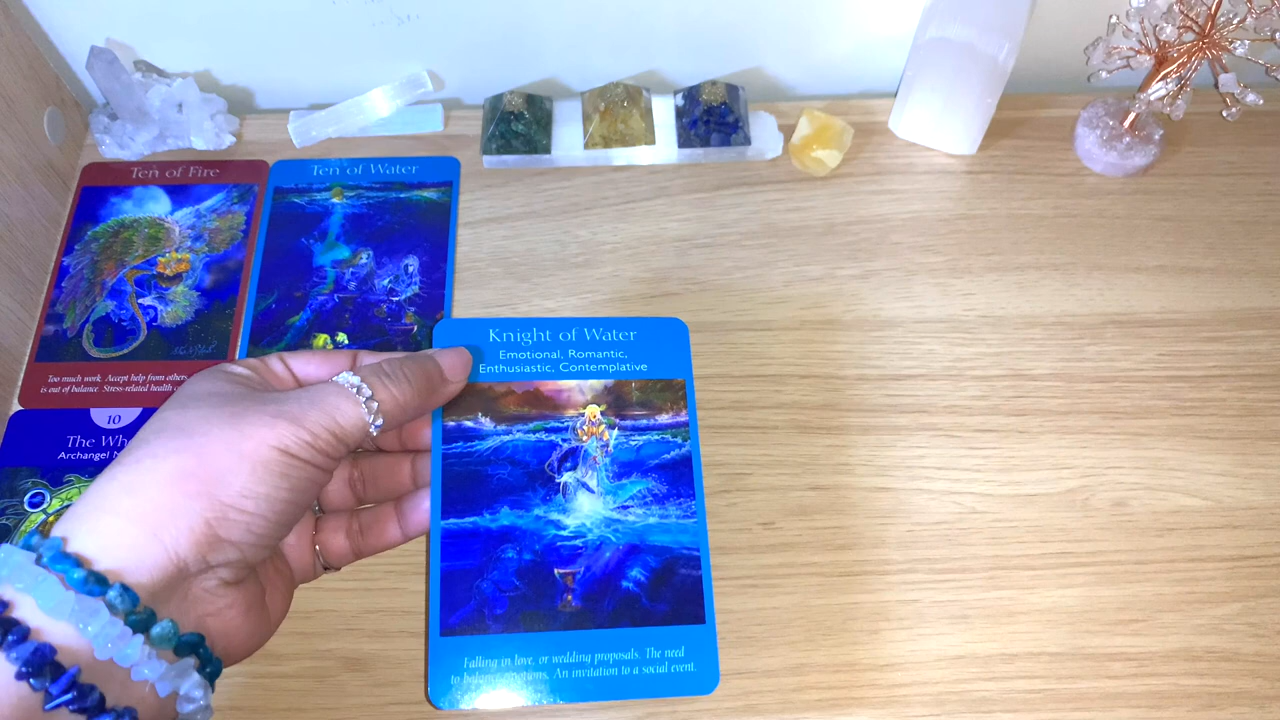 Ten of Fire
Too much work. Accept help from others.
is out of balance. Stress-related health
Ten of Water
10
The
Archangel
Knight of Water
Emotional, Romantic,
Enthusiastic, Contemplative
Falling in love, or wedding proposals. The need
to balance emotions. An invitation to a social event.